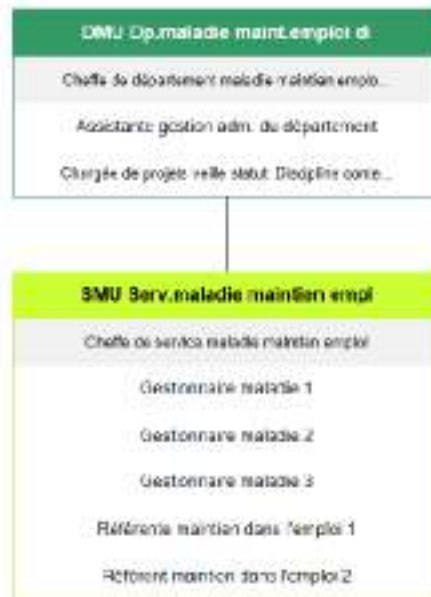 DMU Dp.maladie maint.emploi di
Cheffe de département maladie maintien emplo...
Assistante gestion adm. du département
Chargée de projets veille statut. Discipline conte...
SMU Serv.maladie maintien empl
Cheffe de service maladie maintien emploi
Gestionnaire maladie 1
Gestionnaire maladie 2
Gestionnaire maladie 3
Référente maintien dans l'emploi 1
Référent maintien dans l'emploi 2